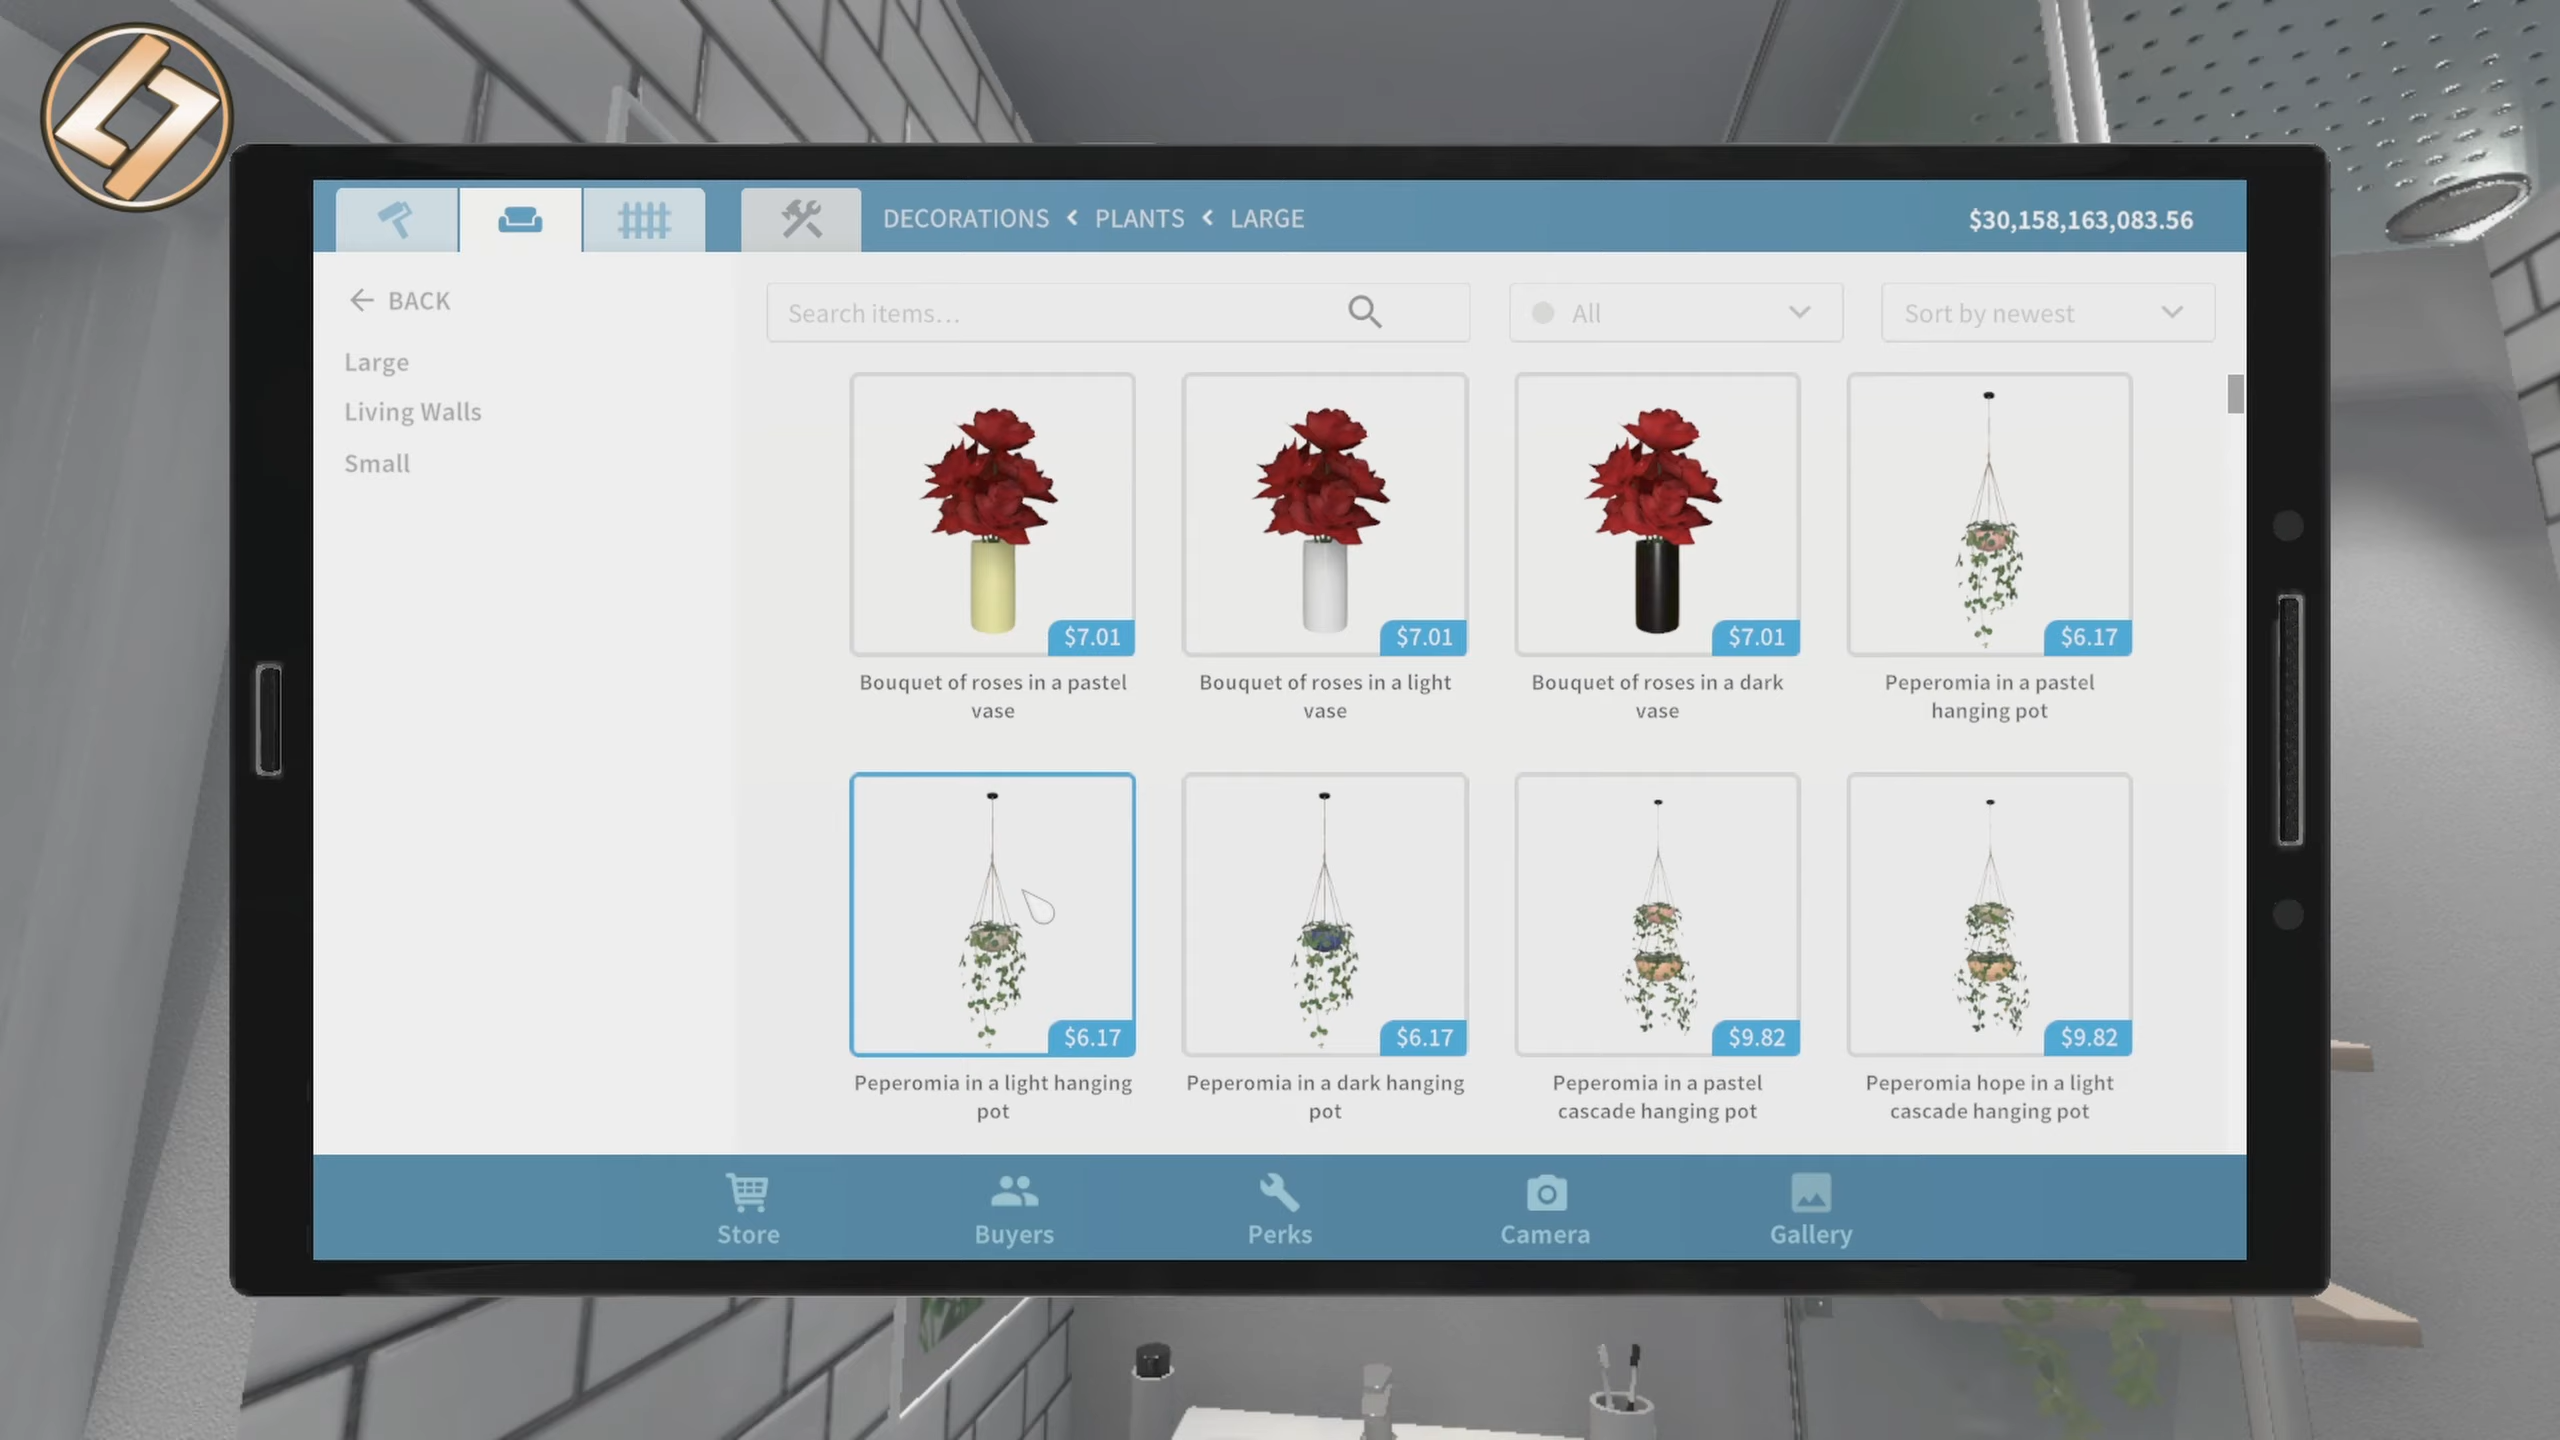 DECORATIONS < PLANTS < LARGE
$30,158,163,083.56
BACK
Search items...
All
Sort by newest
Large
Living Walls
Small
$7.01
$7.01
$7.01
$6.17
Bouquet of roses in a pastel
vase
Bouquet of roses in a light
vase
Bouquet of roses in a dark
vase
Peperomia in a pastel
hanging pot
$6.17
$6.17
$9.82
$9.82
Peperomia in a light hanging
pot
Peperomia in a dark hanging
pot
Peperomia in a pastel
cascade hanging pot
Peperomia hope in a light
cascade hanging pot
Store
Buyers
Perks
Camera
Gallery